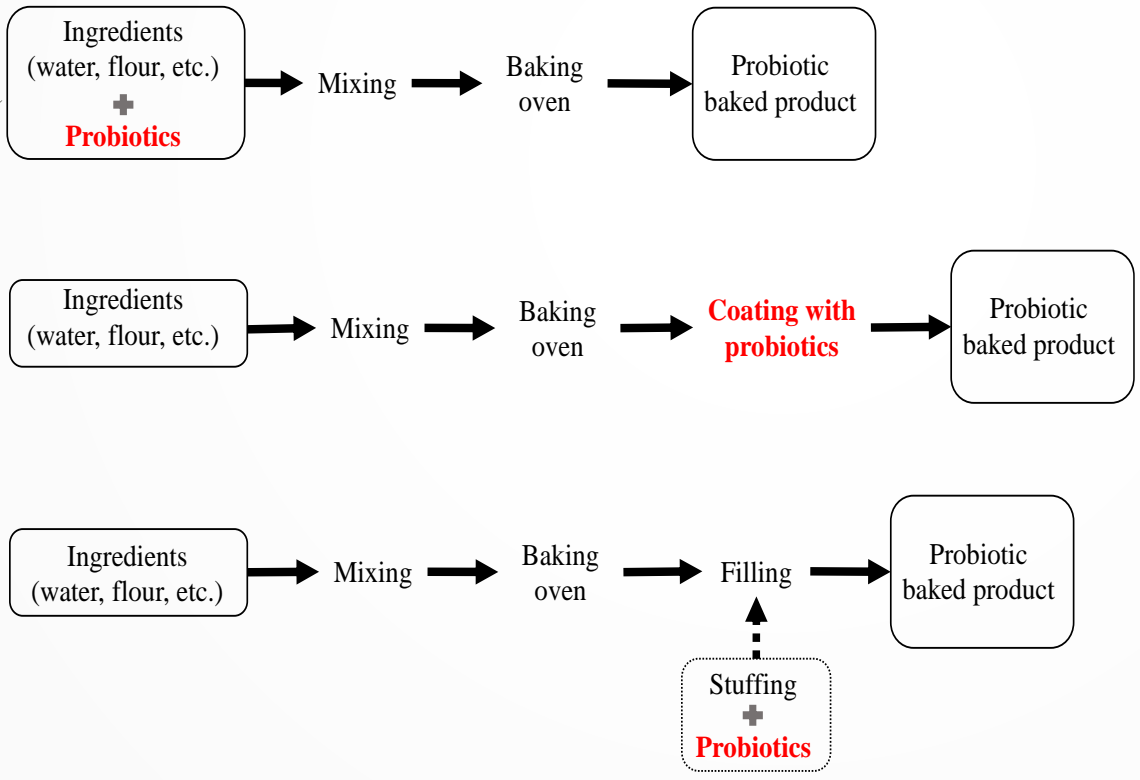 Ingredients
(water, flour, etc.)
Probiotics
Mixing
Baking
oven
Probiotic
baked product
Ingredients
(water, flour, etc.)
Mixing
Baking
oven
Coating with
probiotics
Probiotic
baked product
Ingredients
(water, flour, etc.)
Mixing
Baking
oven
Filling
Probiotic
baked product
Stuffing
Probiotics